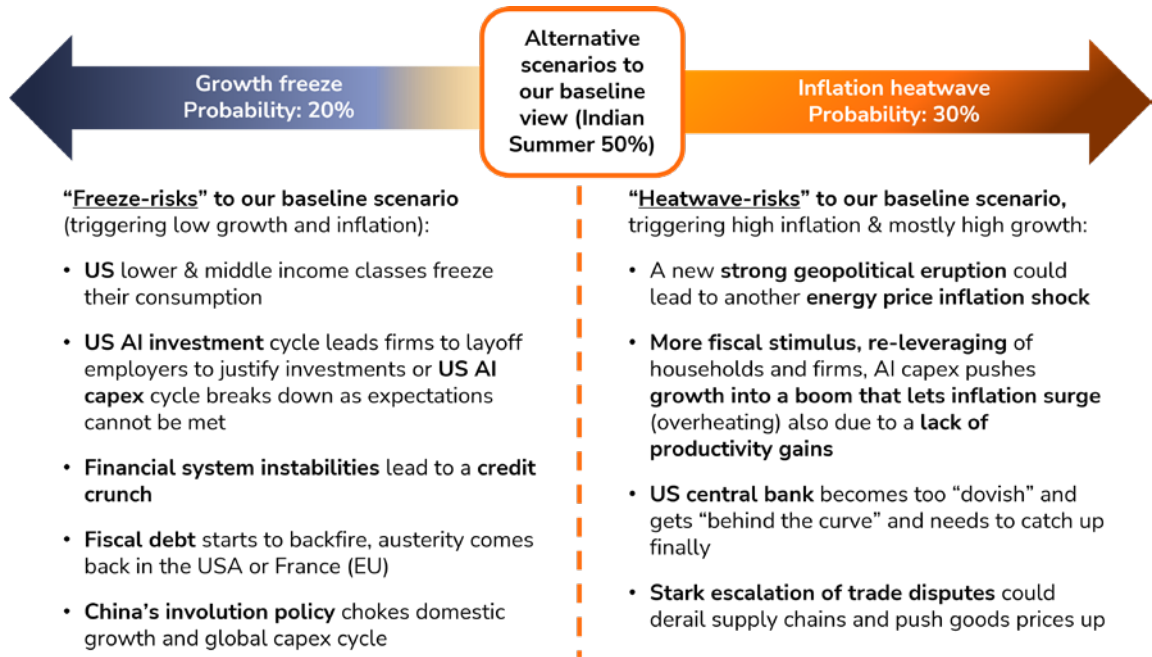 Alternative
scenarios to
our baseline
view (Indian
Summer 50%)
Growth freeze
Probability: 20%
Inflation heatwave
Probability: 30%
“Freeze-risks” to our baseline scenario
(triggering low growth and inflation):
• US lower & middle income classes freeze
their consumption
• US AI investment cycle leads firms to layoff
employers to justify investments or US AI
capex cycle breaks down as expectations
cannot be met
• Financial system instabilities lead to a credit
crunch
• Fiscal debt starts to backfire, austerity comes
back in the USA or France (EU)
• China’s involution policy chokes domestic
growth and global capex cycle
“Heatwave-risks” to our baseline scenario,
triggering high inflation & mostly high growth:
• A new strong geopolitical eruption could
lead to another energy price inflation shock
• More fiscal stimulus, re-leveraging of
households and firms, AI capex pushes
growth into a boom that lets inflation surge
(overheating) also due to a lack of
productivity gains
• US central bank becomes too “dovish” and
gets “behind the curve” and needs to catch up
finally
• Stark escalation of trade disputes could
derail supply chains and push goods prices up